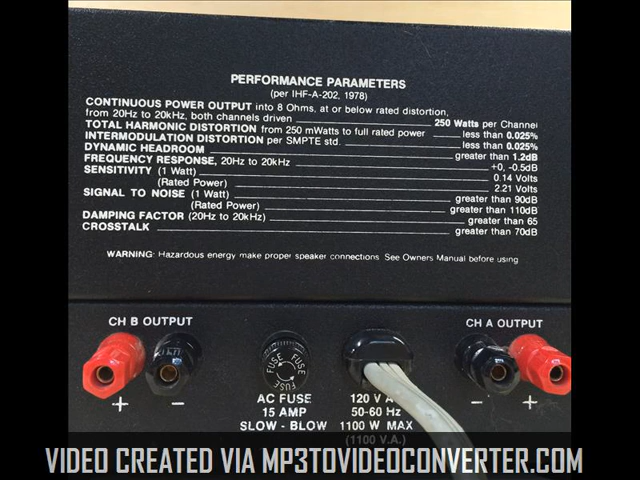 PERFORMANCE PARAMETERS
(per IHF-A-202, 1978)
CONTINUOUS POWER OUTPUT into 8 Ohms, at or below rated distortion,
from 20Hz to 20kHz, both channels driven 250 Watts per Channel
TOTAL HARMONIC DISTORTION from 250 mWatts to full rated power less than 0.025%
INTERMODULATION DISTORTION per SMPTE std. less than 0.025%
DYNAMIC HEADROOM greater than 1.2dB
FREQUENCY RESPONSE, 20Hz to 20kHz +0, -0.5dB
SENSITIVITY (1 Watt) 0.14 Volts
(Rated Power) 2.21 Volts
SIGNAL TO NOISE (1 Watt) greater than 90dB
(Rated Power) greater than 110dB
DAMPING FACTOR (20Hz to 20kHz) greater than 65
CROSSTALK greater than 70dB
WARNING: Hazardous energy make proper speaker connections See Owners Manual before using
CH B OUTPUT
CH A OUTPUT
FUSE FUSE FUSE
+ - - +
AC FUSE
15 AMP
SLOW - BLOW
120 V A
50-60 Hz
1100 W MAX
(1100 V.A.)
VIDEO CREATED VIA MP3TOVIDEOCONVERTER.COM